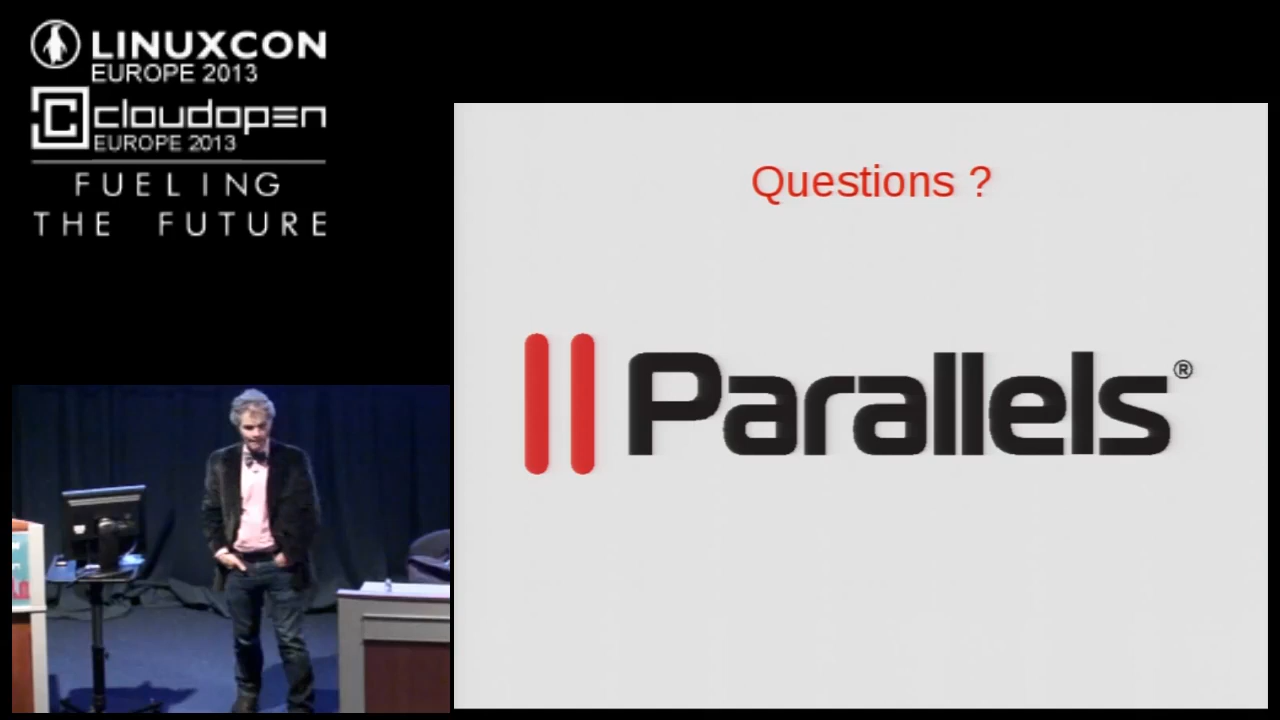 LINUXCON
EUROPE 2013
cloudopen
EUROPE 2013
FUELING
THE FUTURE
Questions ?
Parallels®